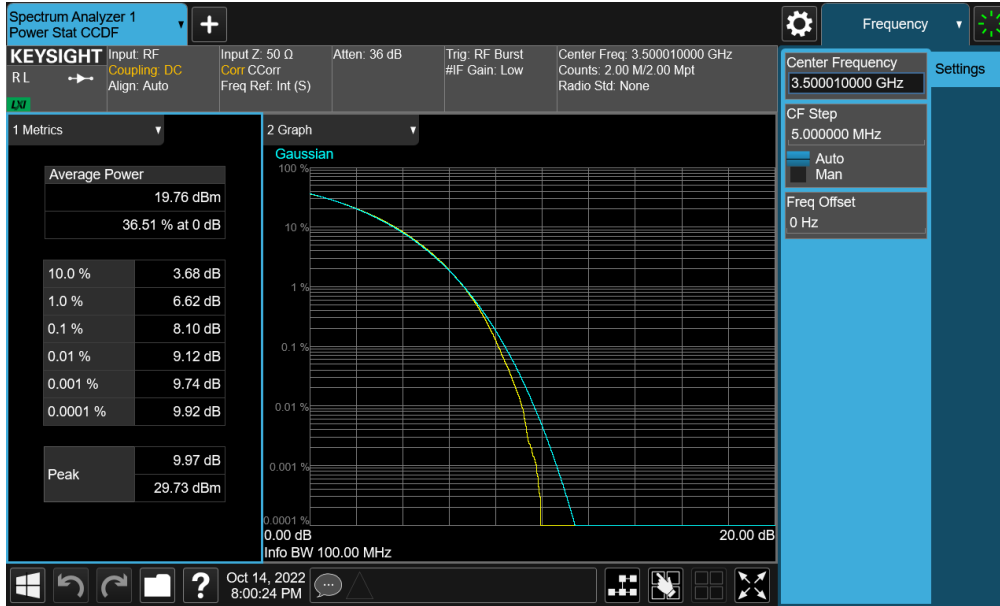 Spectrum Analyzer 1
Power Stat CCDF
Frequency
KEYSIGHT
R L
LXI
Input: RF
Coupling: DC
Align: Auto
Input Z: 50 Ω
Corr CCorr
Freq Ref: Int (S)
Atten: 36 dB
Trig: RF Burst
#IF Gain: Low
Center Freq: 3.500010000 GHz
Counts: 2.00 M/2.00 Mpt
Radio Std: None
Center Frequency
3.500010000 GHz
Settings
CF Step
5.000000 MHz
Auto
Man
Freq Offset
0 Hz
1 Metrics
Average Power
19.76 dBm
36.51 % at 0 dB
10.0 % 3.68 dB
1.0 % 6.62 dB
0.1 % 8.10 dB
0.01 % 9.12 dB
0.001 % 9.74 dB
0.0001 % 9.92 dB
Peak
9.97 dB
29.73 dBm
2 Graph
Gaussian
100 %
10 %
1 %
0.1 %
0.01 %
0.001 %
0.0001 %
0.00 dB 20.00 dB
Info BW 100.00 MHz
Oct 14, 2022
8:00:24 PM